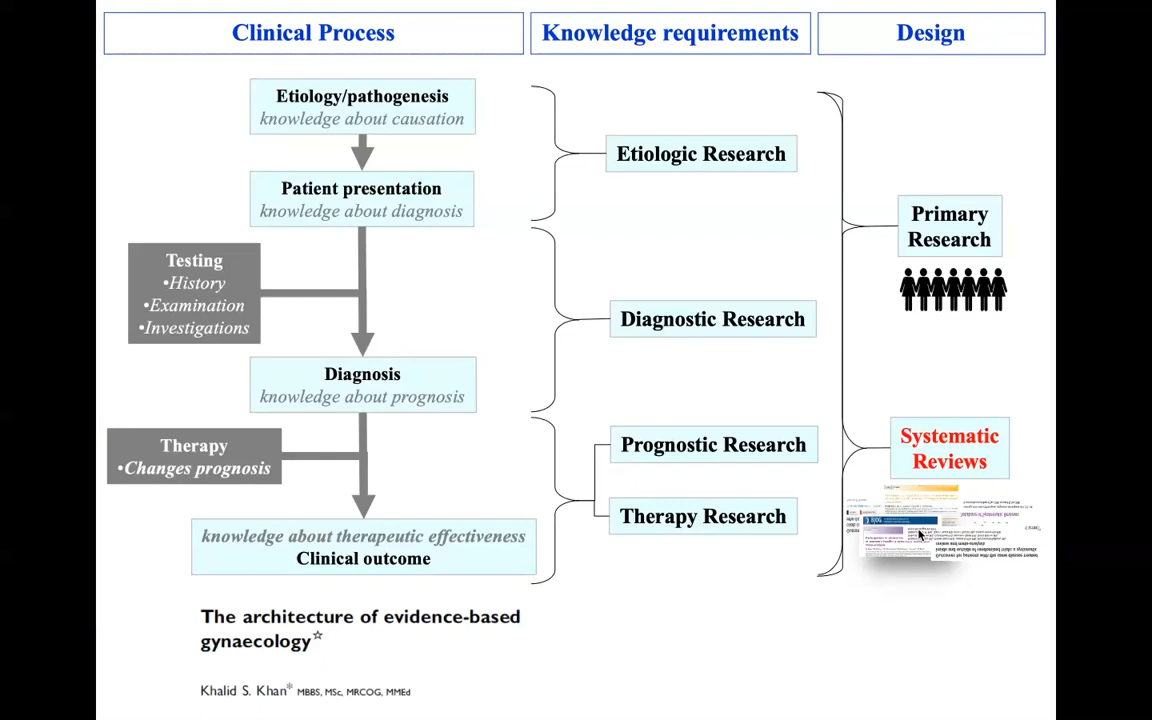 Clinical Process
Knowledge requirements
Design
Etiology/pathogenesis
knowledge about causation
Patient presentation
knowledge about diagnosis
Testing
•History
•Examination
•Investigations
Diagnosis
knowledge about prognosis
Therapy
•Changes prognosis
knowledge about therapeutic effectiveness
Clinical outcome
Etiologic Research
Diagnostic Research
Prognostic Research
Therapy Research
Primary
Research
Systematic
Reviews
The architecture of evidence-based
gynaecology☆
Khalid S. Khan* MBBS, MSc, MRCOG, MMEd